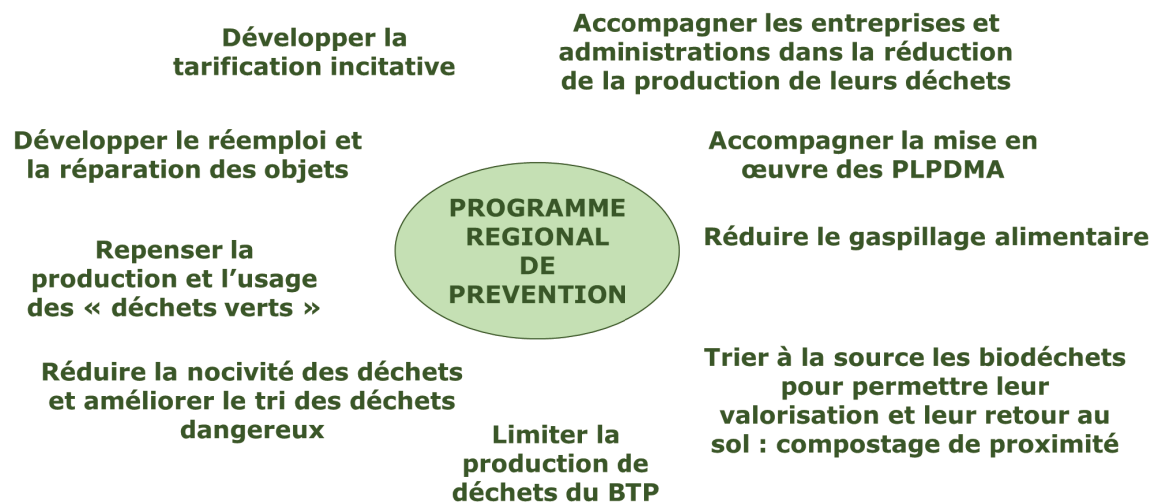 Développer la
tarification incitative
Accompagner les entreprises et
administrations dans la réduction
de la production de leurs déchets
Développer le réemploi et
la réparation des objets
Accompagner la mise en
œuvre des PLPDMA
PROGRAMME
REGIONAL
DE
PREVENTION
Réduire le gaspillage alimentaire
Repenser la
production et l’usage
des « déchets verts »
Réduire la nocivité des déchets
et améliorer le tri des déchets
dangereux
Trier à la source les biodéchets
pour permettre leur
valorisation et leur retour au
sol : compostage de proximité
Limiter la
production de
déchets du BTP